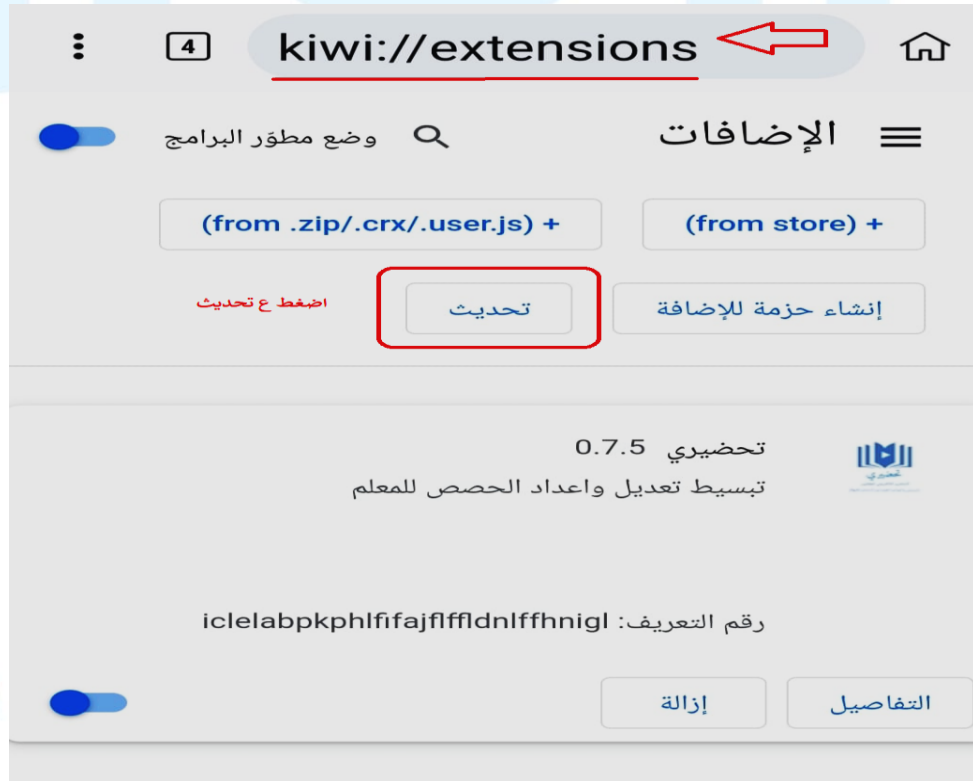 4
kiwi://extensions
الإضافات
وضع مطوّر البرامج
(from store) +
(from .zip/.crx/.user.js) +
إنشاء حزمة للإضافة
تحديث
اضغط ع تحديث
تحضيري 0.7.5
تبسيط تعديل واعداد الحصص للمعلم
تحضيري
رقم التعريف: iclelabpkphlfifajflffldnlffhnigl
التفاصيل
إزالة